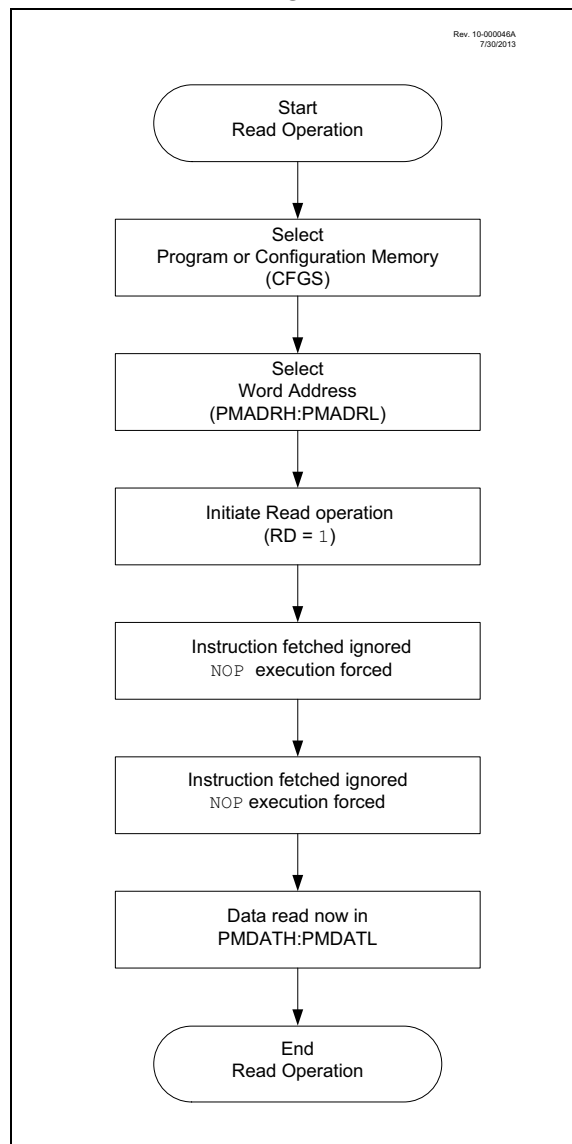 Rev. 10-000046A
7/30/2013
Start
Read Operation
Select
Program or Configuration Memory
(CFGS)
Select
Word Address
(PMADRH:PMADRL)
Initiate Read operation
(RD = 1)
Instruction fetched ignored
NOP execution forced
Instruction fetched ignored
NOP execution forced
Data read now in
PMDATH:PMDATL
End
Read Operation